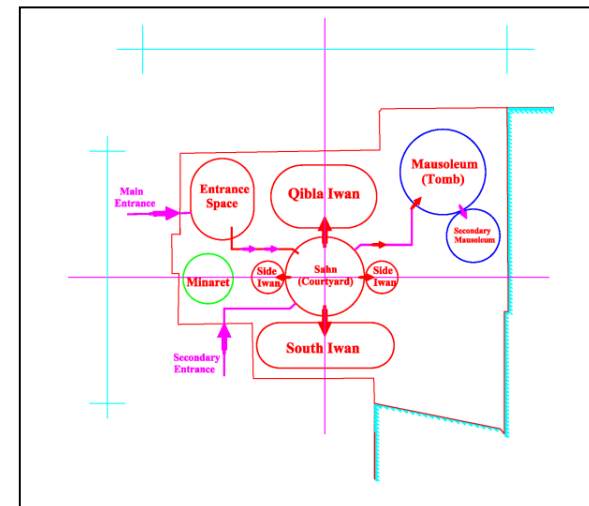 Mausoleum
(Tomb)
Entrance
Space
Qibla Iwan
Main
Entrance
Secondary
Mausoleum
Side
Iwan
Sahn
(Courtyard)
Side
Iwan
Minaret
South Iwan
Secondary
Entrance